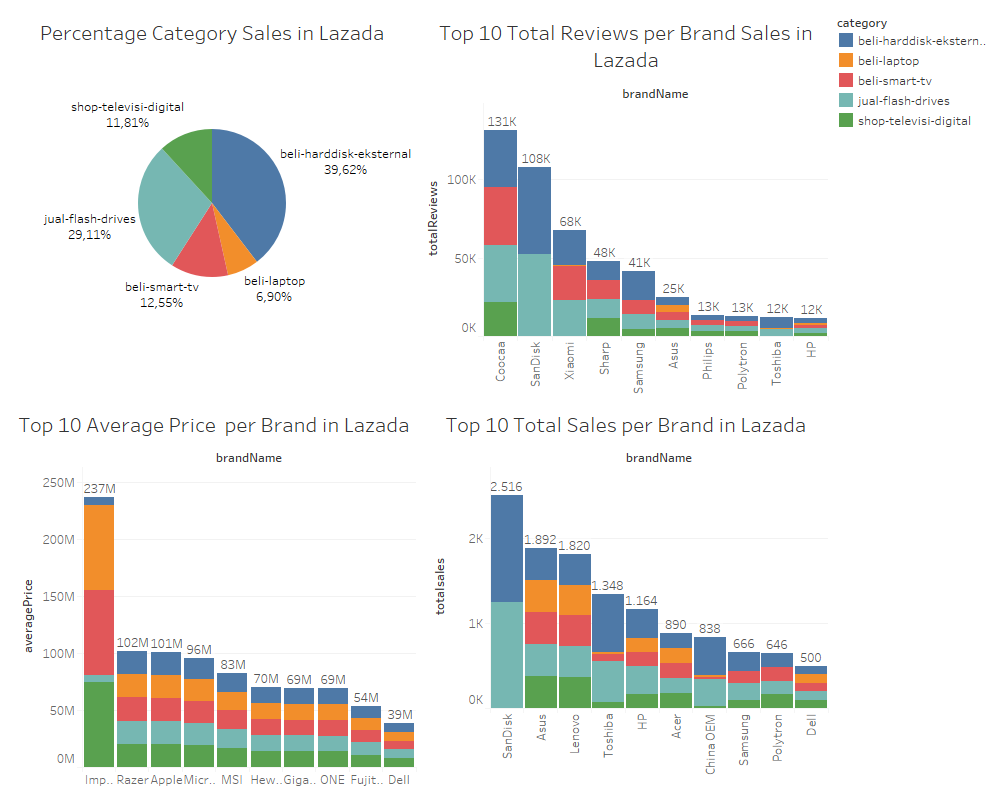 Percentage Category Sales in Lazada
shop-televisi-digital
11,81%
beli-harddisk-eksternal
39,62%
jual-flash-drives
29,11%
beli-smart-tv
12,55%
beli-laptop
6,90%
Top 10 Total Reviews per Brand Sales in
Lazada
brandName
totalReviews
100K
50K
0K
131K
108K
68K
48K
41K
25K
13K
13K
12K
12K
Coocaa
SanDisk
Xiaomi
Sharp
Samsung
Asus
Philips
Polytron
Toshiba
HP
category
beli-harddisk-ekstern..
beli-laptop
beli-smart-tv
jual-flash-drives
shop-televisi-digital
Top 10 Average Price  per Brand in Lazada
brandName
averagePrice
250M
200M
150M
100M
50M
0M
237M
102M
101M
96M
83M
70M
69M
69M
54M
39M
Imp..
Razer
Apple
Micr..
MSI
Hew..
Giga..
ONE
Fujit..
Dell
Top 10 Total Sales per Brand in Lazada
brandName
totalsales
2K
1K
0K
2.516
1.892
1.820
1.348
1.164
890
838
666
646
500
SanDisk
Asus
Lenovo
Toshiba
HP
Acer
China OEM
Samsung
Polytron
Dell